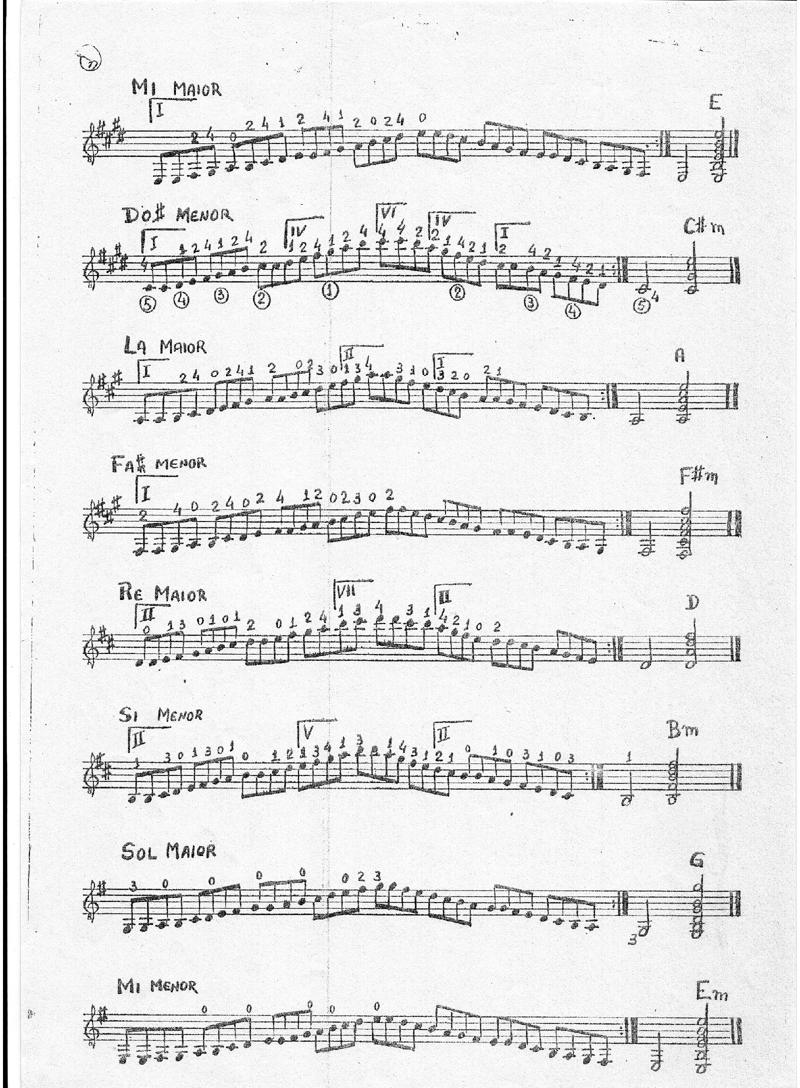 MI MAIOR
I E
2 4 0 2 4 1 2 4 1 2 0 2 4 0
DO# MENOR
I IV VI IV I C#m
4 1 2 4 1 2 4 2 1 2 4 1 2 4 4 4 2 2 1 4 2 1 2 4 2 4 4 2 1
5 4 3 2 1 2 3 4 5 4
LA MAIOR
I II I A
2 4 0 2 4 1 2 0 2 3 0 1 3 4 3 1 0 3 2 0 2 1
FA# MENOR
I F#m
2 4 0 2 4 0 2 4 1 2 0 2 3 0 2
RE MAIOR
II VII II D
0 1 3 0 1 0 1 2 0 1 2 4 1 3 4 3 1 4 2 1 0 2
SI MENOR
II V II Bm
1 3 0 1 3 0 1 0 1 2 1 3 4 1 3 1 4 3 1 2 1 0 1 0 3 1 0 3 1
SOL MAIOR
G
3 0 0 0 0 0 2 3
3
MI MENOR
Em
0 0 0 0 0